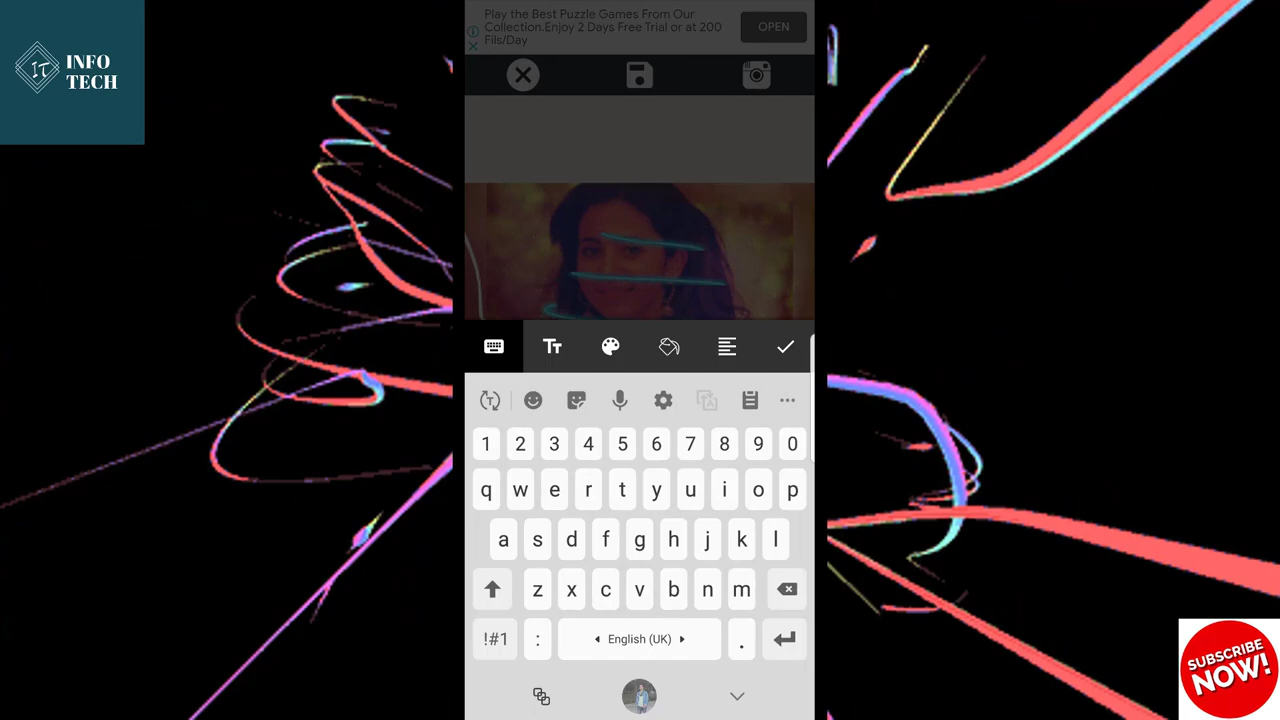 INFO
TECH
Play the Best Puzzle Games From Our
Collection.Enjoy 2 Days Free Trial or at 200
Fils/Day
OPEN
Tт
1 2 3 4 5 6 7 8 9 0
q w e r t y u i o p
a s d f g h j k l
z x c v b n m
!#1 : English (UK) .
SUBSCRIBE
NOW!